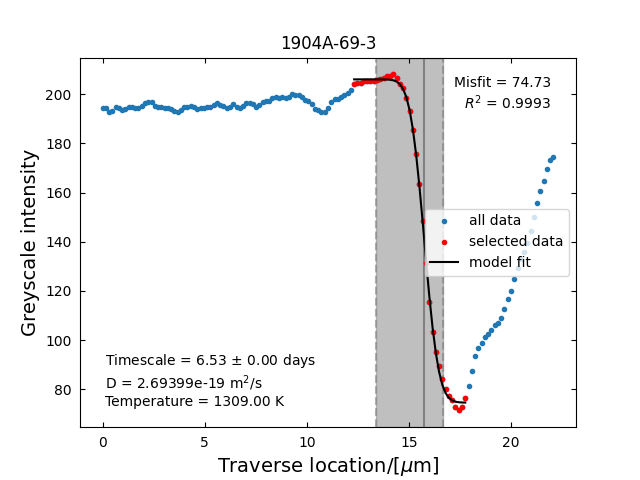 1904A-69-3
Misfit = 74.73
R² = 0.9993
200
180
160
140
120
100
80
Greyscale intensity
all data
selected data
model fit
Timescale = 6.53 ± 0.00 days
D = 2.69399e-19 m²/s
Temperature = 1309.00 K
0 5 10 15 20
Traverse location/[μm]